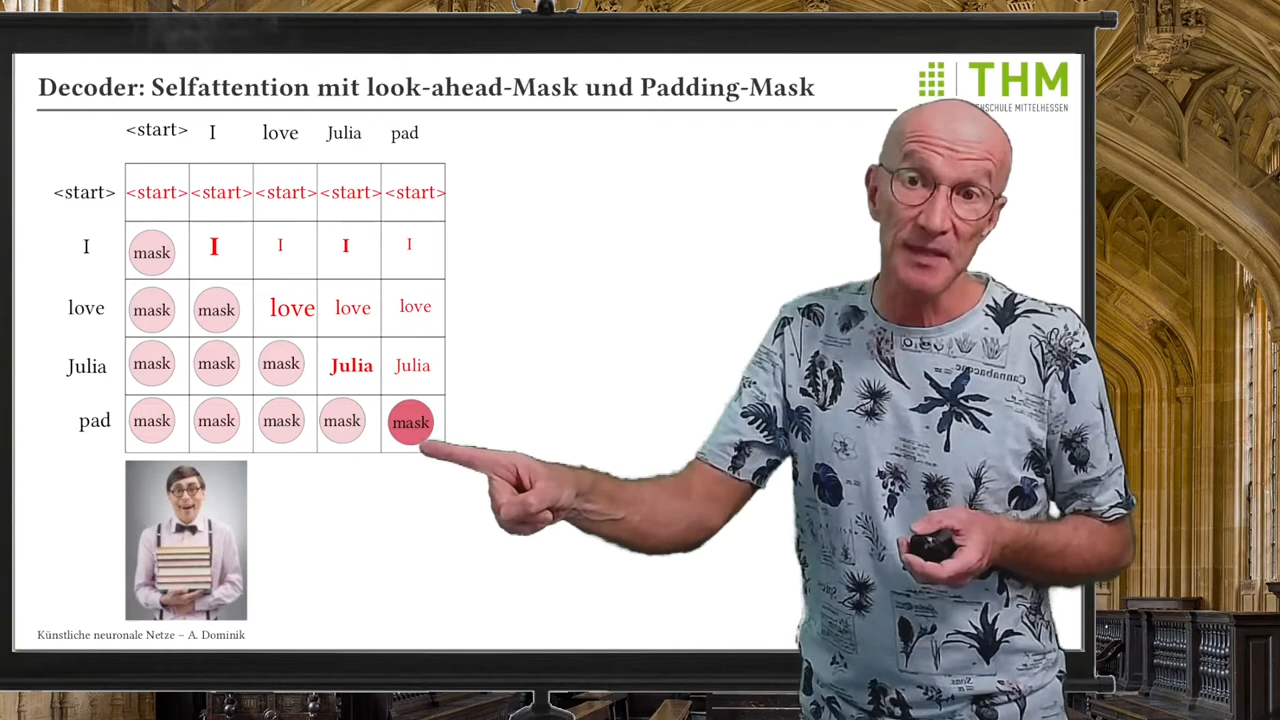 Decoder: Selfattention mit look-ahead-Mask und Padding-Mask
THM
HSCHULE MITTELHESSEN
<start> I love Julia pad
<start> <start> <start> <start> <start> <start>
I mask I I I I
love mask mask love love love
Julia mask mask mask Julia Julia
pad mask mask mask mask mask
Künstliche neuronale Netze – A. Dominik